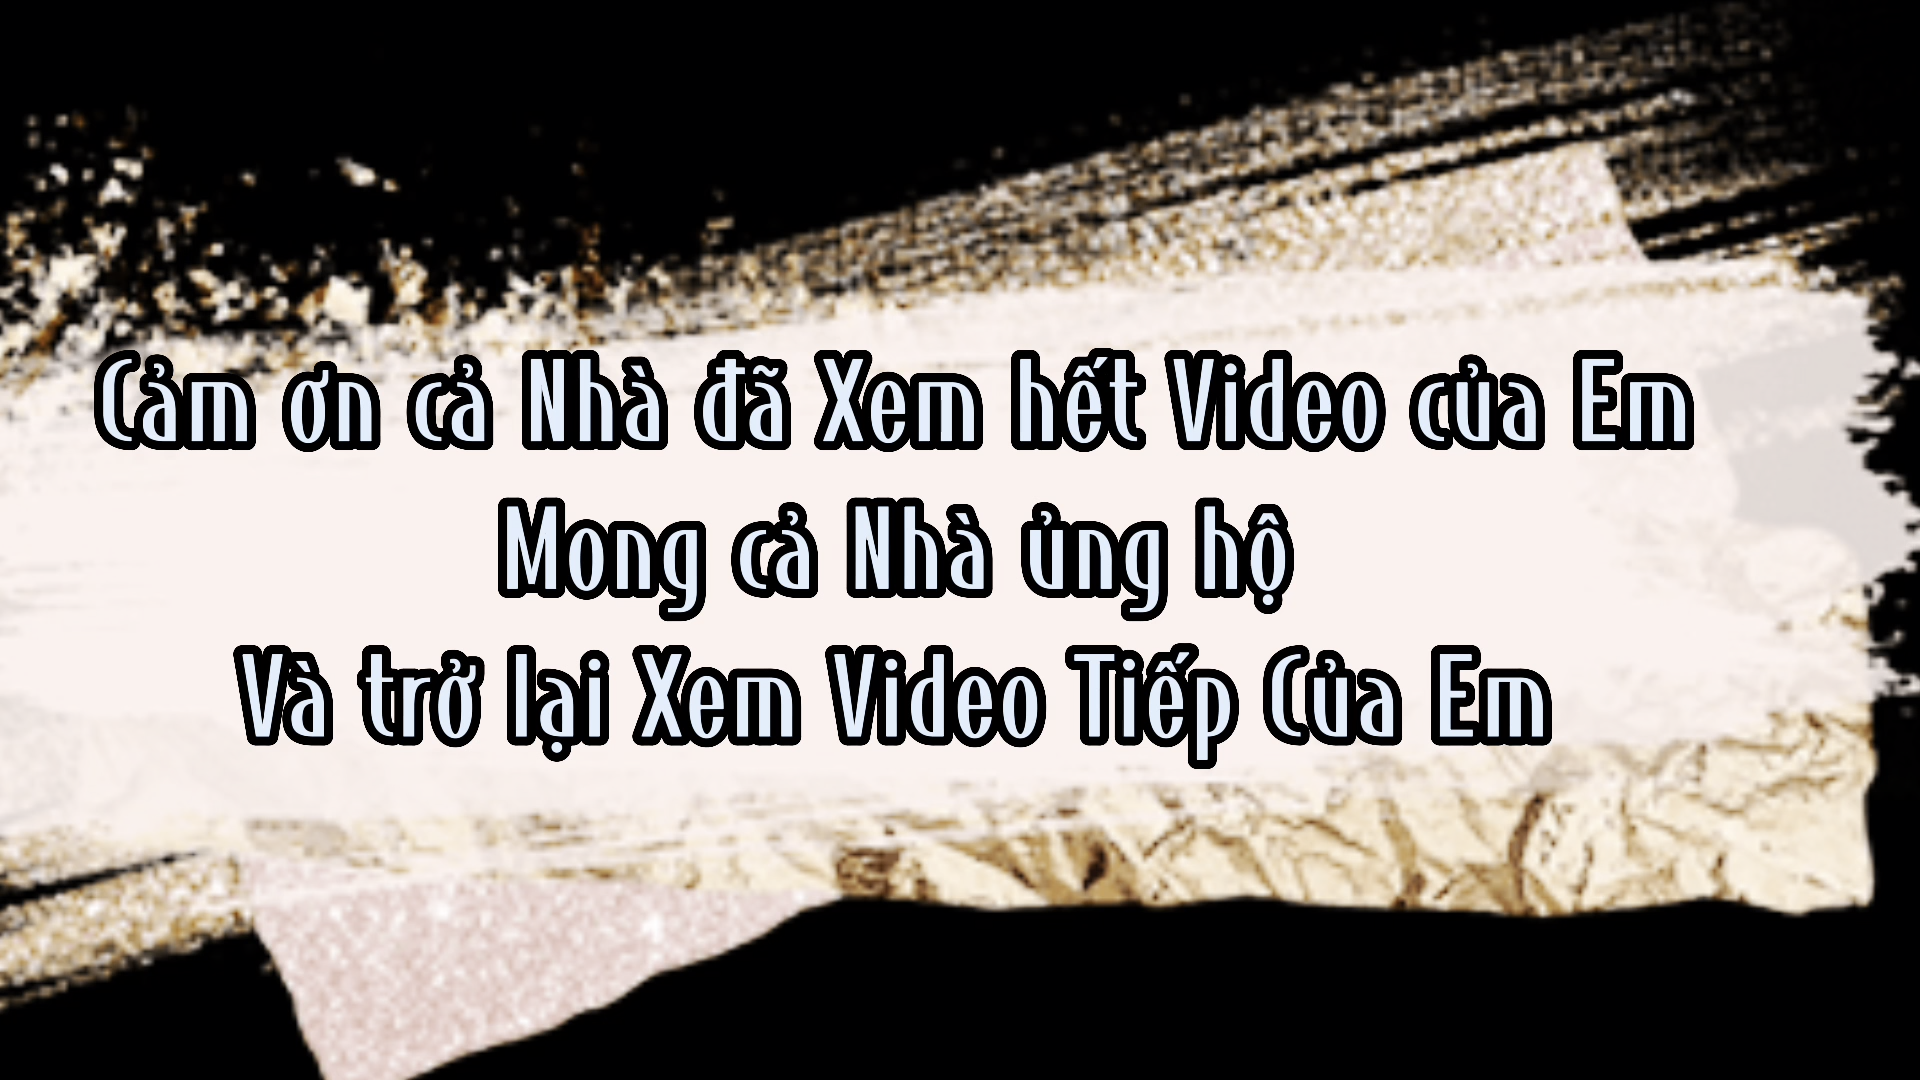 Cảm ơn cả Nhà đã Xem hết Video của Em
Mong cả Nhà ủng hộ
Và trở lại Xem Video Tiếp Của Em